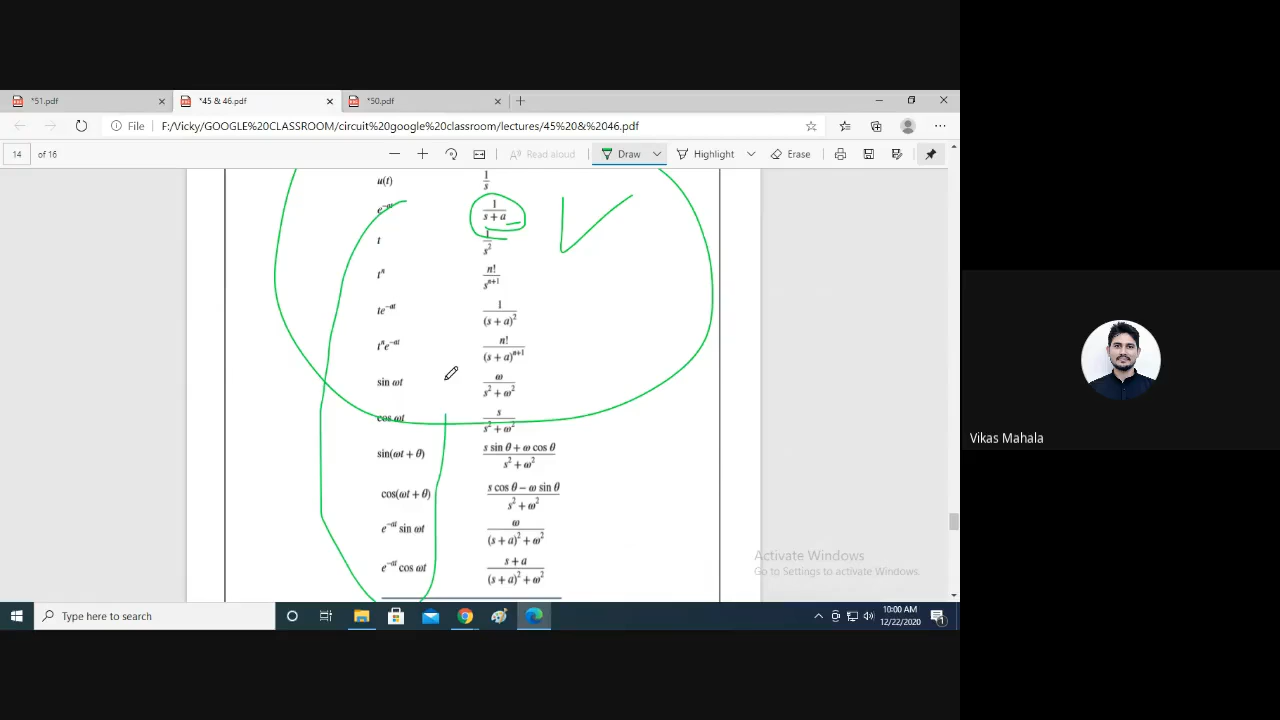 *51.pdf
*45 & 46.pdf
*50.pdf
File F:/Vicky/GOOGLE%20CLASSROOM/circuit%20google%20classroom/lectures/45%20&%2046.pdf
14 of 16 Read aloud Draw Highlight Erase
u(t) 1/s
e⁻ᵃᵗ 1/(s + a)
t 1/s²
tⁿ n!/sⁿ⁺¹
te⁻ᵃᵗ 1/(s + a)²
tⁿe⁻ᵃᵗ n!/(s + a)ⁿ⁺¹
sin ωt ω/(s² + ω²)
cos ωt s/(s² + ω²)
sin(ωt + θ) (s sin θ + ω cos θ)/(s² + ω²)
cos(ωt + θ) (s cos θ − ω sin θ)/(s² + ω²)
e⁻ᵃᵗ sin ωt ω/((s + a)² + ω²)
e⁻ᵃᵗ cos ωt (s + a)/((s + a)² + ω²)
Activate Windows
Go to Settings to activate Windows.
Type here to search
10:00 AM
12/22/2020
1
Vikas Mahala